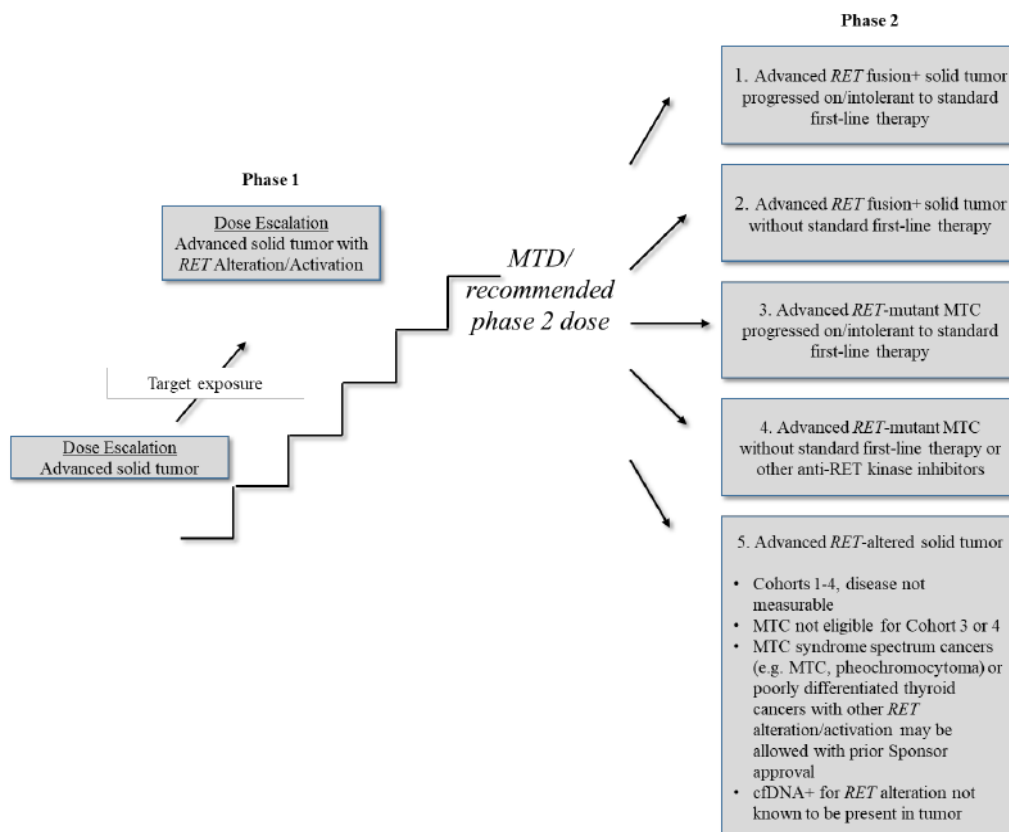 Phase 1
Dose Escalation
Advanced solid tumor with
RET Alteration/Activation
Target exposure
Dose Escalation
Advanced solid tumor
MTD/
recommended
phase 2 dose
Phase 2
1. Advanced RET fusion+ solid tumor
progressed on/intolerant to standard
first-line therapy
2. Advanced RET fusion+ solid tumor
without standard first-line therapy
3. Advanced RET-mutant MTC
progressed on/intolerant to standard
first-line therapy
4. Advanced RET-mutant MTC
without standard first-line therapy or
other anti-RET kinase inhibitors
5. Advanced RET-altered solid tumor
• Cohorts 1-4, disease not
measurable
• MTC not eligible for Cohort 3 or 4
• MTC syndrome spectrum cancers
(e.g. MTC, pheochromocytoma) or
poorly differentiated thyroid
cancers with other RET
alteration/activation may be
allowed with prior Sponsor
approval
• cfDNA+ for RET alteration not
known to be present in tumor